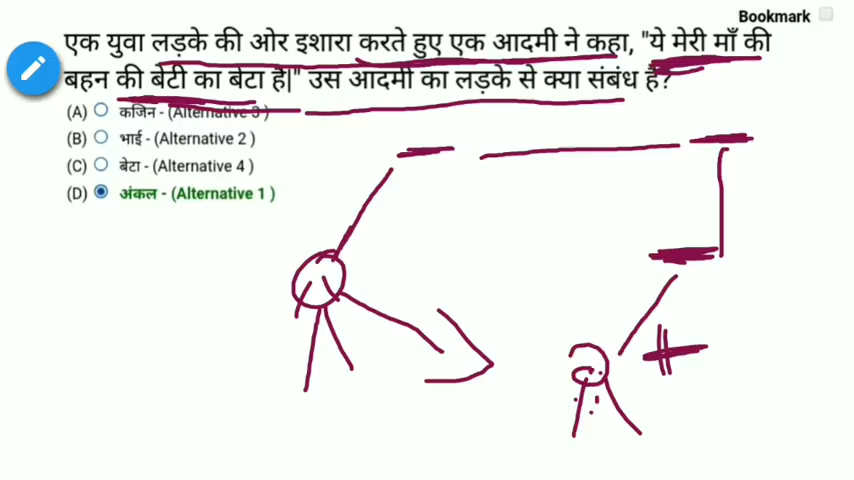 Bookmark
एक युवा लड़के की ओर इशारा करते हुए एक आदमी ने कहा, "ये मेरी माँ की
बहन की बेटी का बेटा है|" उस आदमी का लड़के से क्या संबंध है?
(A) कजिन - (Alternative 3 )
(B) भाई - (Alternative 2 )
(C) बेटा - (Alternative 4 )
(D) अंकल - (Alternative 1 )